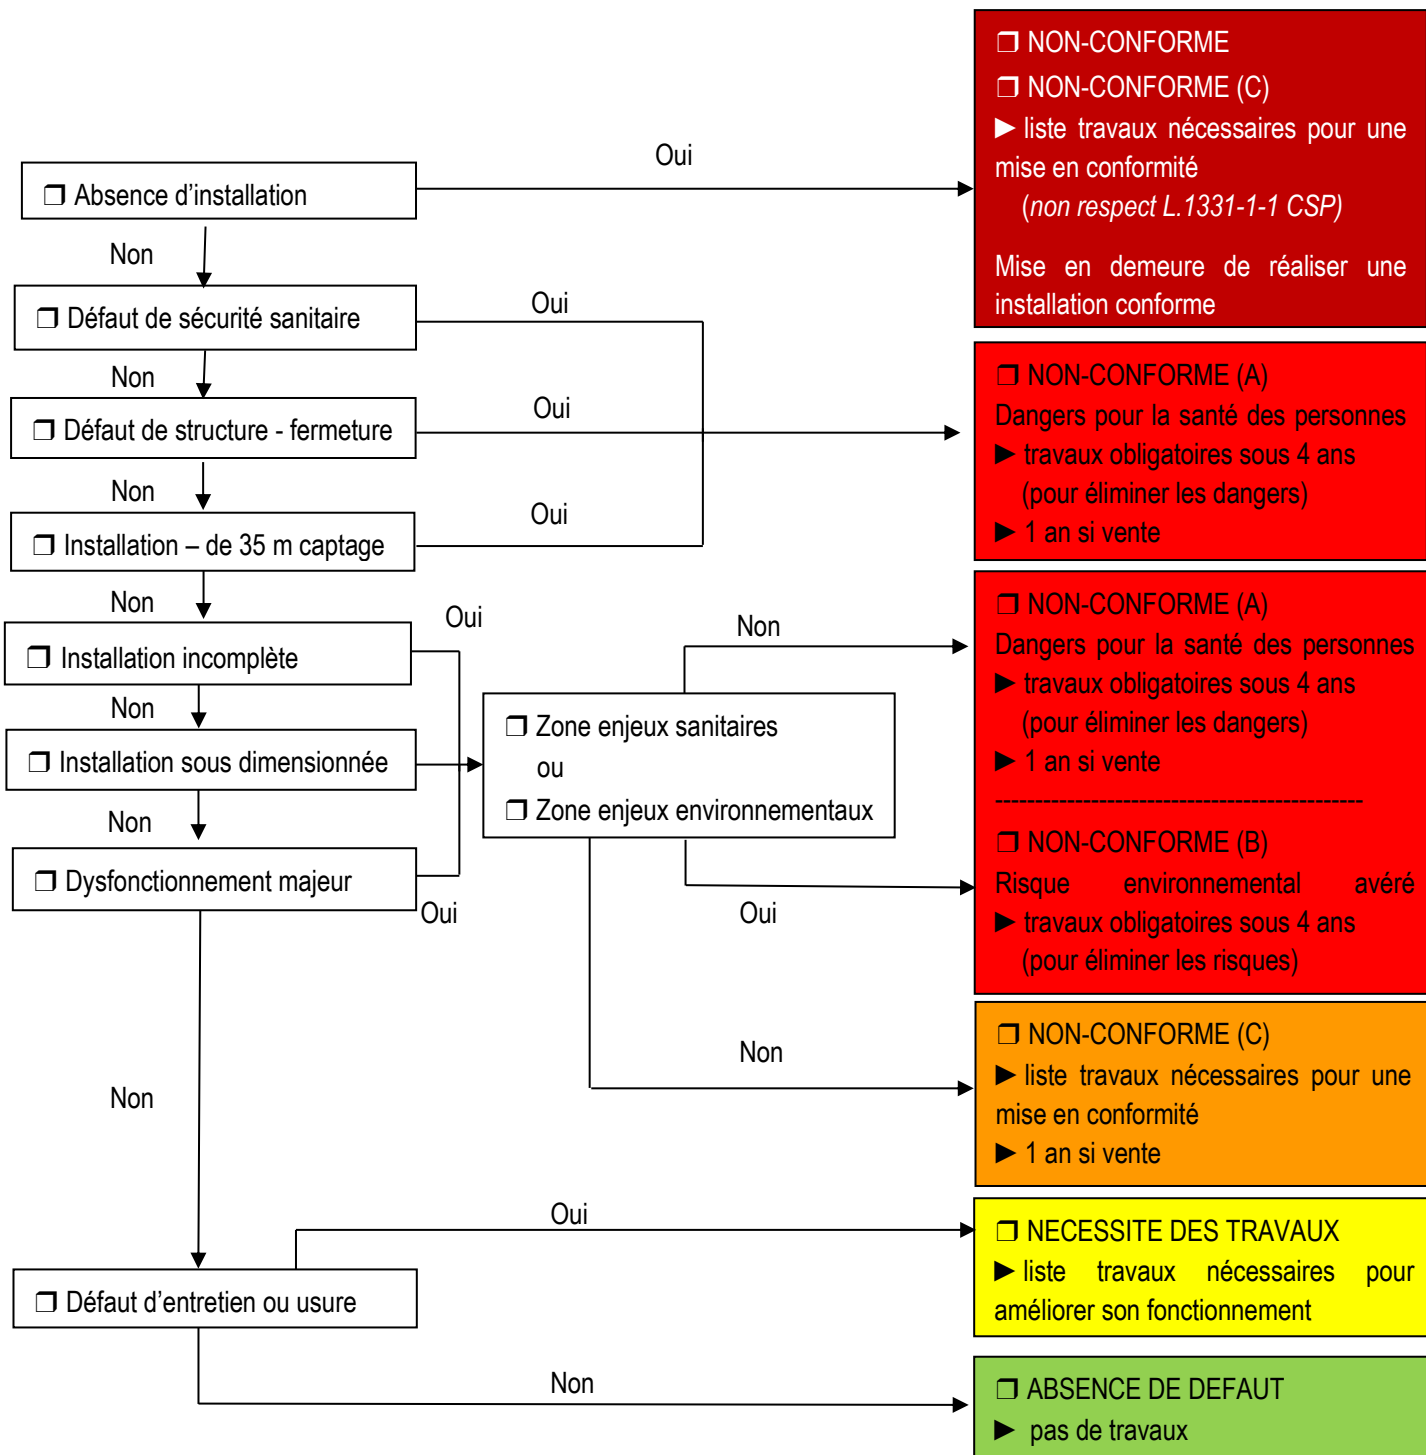 ❒ NON-CONFORME
❒ NON-CONFORME (C)
► liste travaux nécessaires pour une
mise en conformité
(non respect L.1331-1-1 CSP)
Mise en demeure de réaliser une
installation conforme
Oui
❒ Absence d'installation
Non
❒ Défaut de sécurité sanitaire
Oui
Non
❒ Défaut de structure - fermeture
Oui
Non
❒ Installation – de 35 m captage
Oui
❒ NON-CONFORME (A)
Dangers pour la santé des personnes
► travaux obligatoires sous 4 ans
(pour éliminer les dangers)
► 1 an si vente
Non
❒ Installation incomplète
Oui
Non
❒ Installation sous dimensionnée
Non
❒ Dysfonctionnement majeur
Oui
❒ Zone enjeux sanitaires
ou
❒ Zone enjeux environnementaux
Non
❒ NON-CONFORME (A)
Dangers pour la santé des personnes
► travaux obligatoires sous 4 ans
(pour éliminer les dangers)
► 1 an si vente
----------------------------------------------
❒ NON-CONFORME (B)
Risque environnemental avéré
► travaux obligatoires sous 4 ans
(pour éliminer les risques)
Oui
Non
❒ NON-CONFORME (C)
► liste travaux nécessaires pour une
mise en conformité
► 1 an si vente
Non
❒ Défaut d'entretien ou usure
Oui
❒ NECESSITE DES TRAVAUX
► liste travaux nécessaires pour
améliorer son fonctionnement
Non
❒ ABSENCE DE DEFAUT
► pas de travaux